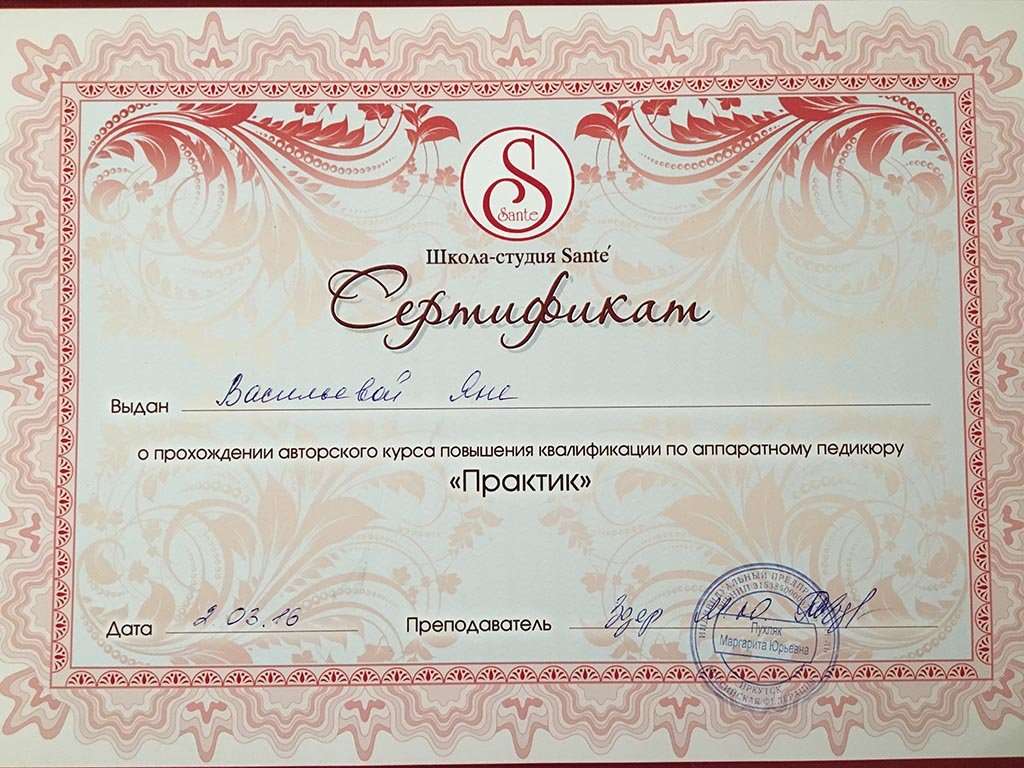 Sante
Школа-студия Santé
Сертификат
Выдан Васильевой Яне
о прохождении авторского курса повышения квалификации по аппаратному педикюру
«Практик»
Дата 2.03.16 Преподаватель
Пухляк
Маргарита Юрьевна
ИРКУТСК